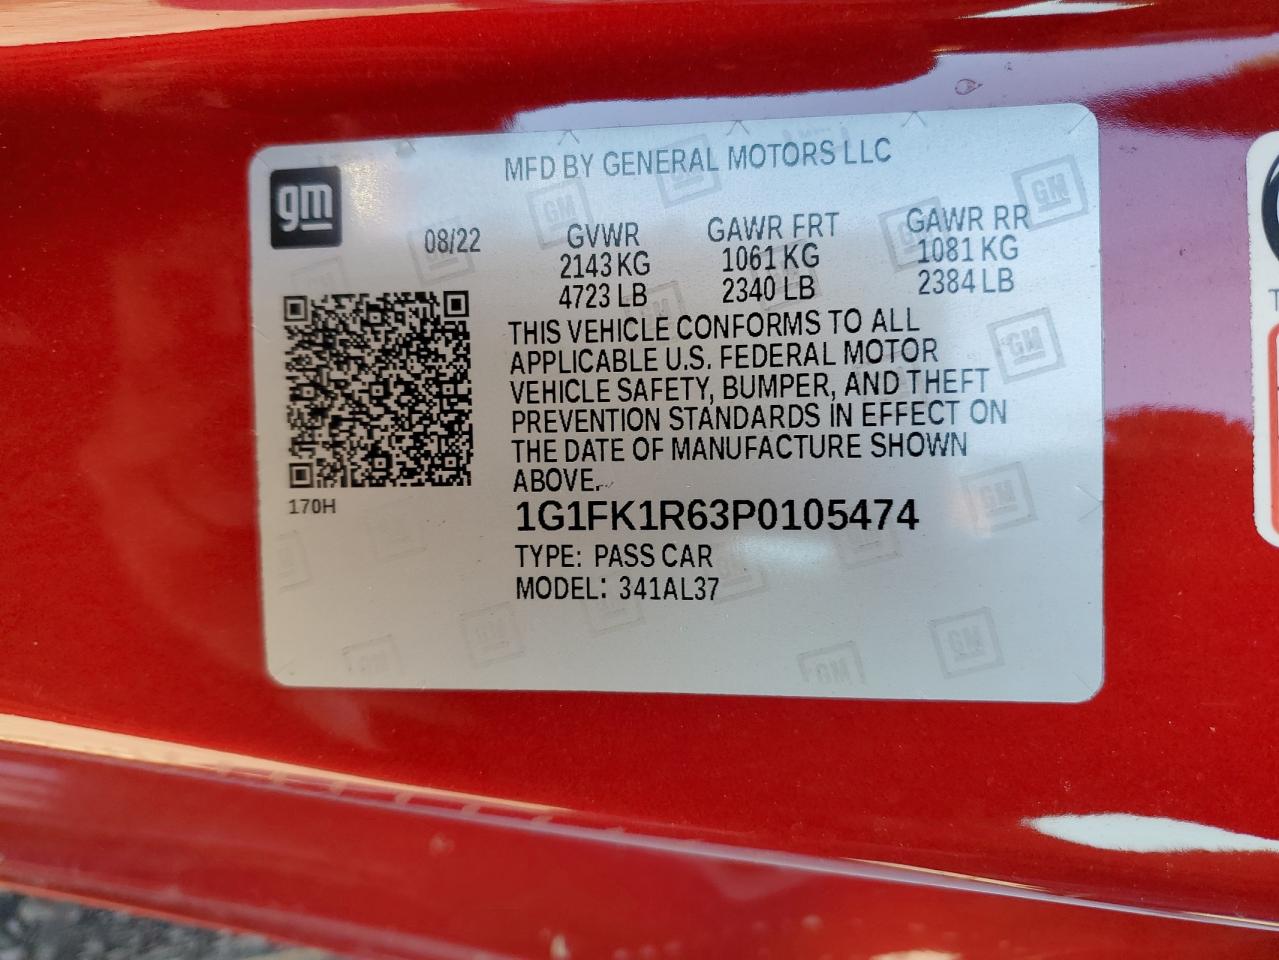 MFD BY GENERAL MOTORS LLC
gm
08/22 GVWR GAWR FRT GAWR RR
2143 KG 1061 KG 1081 KG
4723 LB 2340 LB 2384 LB
THIS VEHICLE CONFORMS TO ALL
APPLICABLE U.S. FEDERAL MOTOR
VEHICLE SAFETY, BUMPER, AND THEFT
PREVENTION STANDARDS IN EFFECT ON
THE DATE OF MANUFACTURE SHOWN
ABOVE.
170H
1G1FK1R63P0105474
TYPE: PASS CAR
MODEL: 341AL37